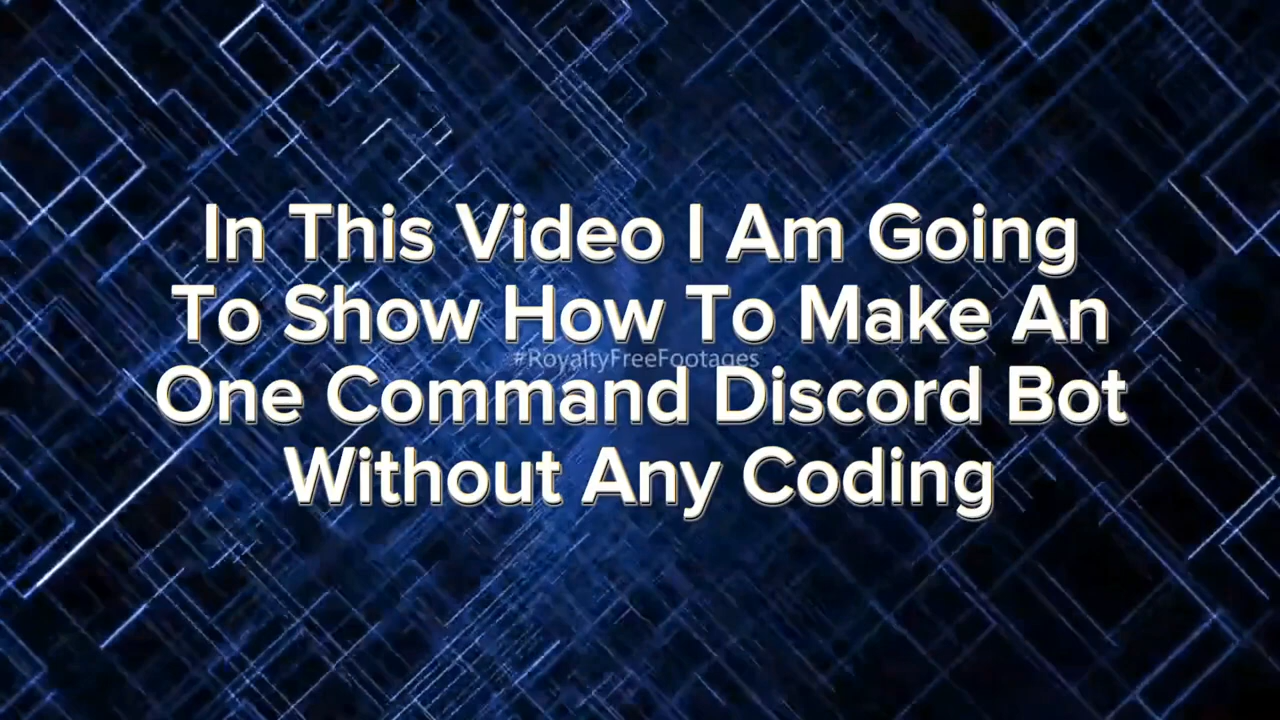 In This Video I Am Going
To Show How To Make An
#RoyaltyFreeFootages
One Command Discord Bot
Without Any Coding